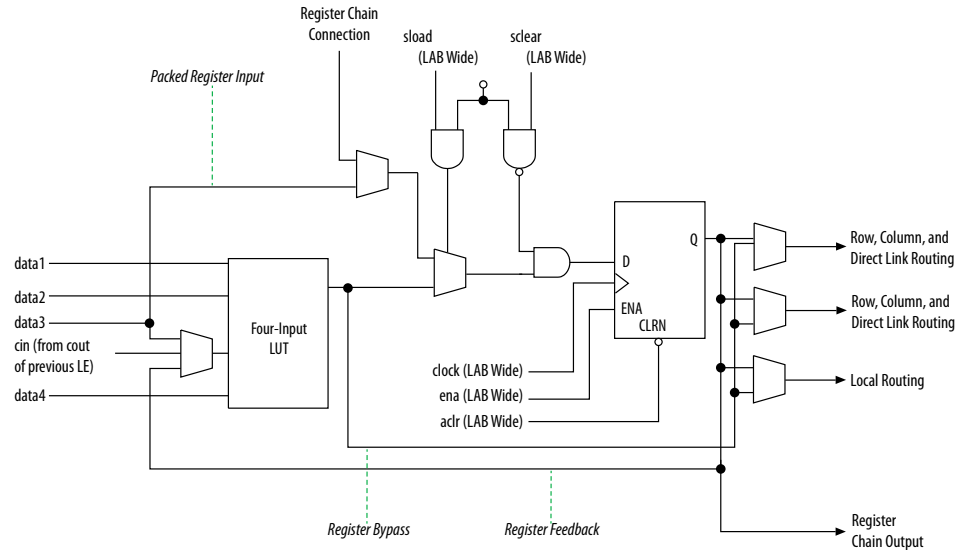 Register Chain
Connection
sload
(LAB Wide)
sclear
(LAB Wide)
Packed Register Input
data1
data2
data3
cin (from cout
of previous LE)
data4
Four-Input
LUT
D
Q
ENA
CLRN
clock (LAB Wide)
ena (LAB Wide)
aclr (LAB Wide)
Row, Column, and
Direct Link Routing
Row, Column, and
Direct Link Routing
Local Routing
Register Bypass
Register Feedback
Register
Chain Output